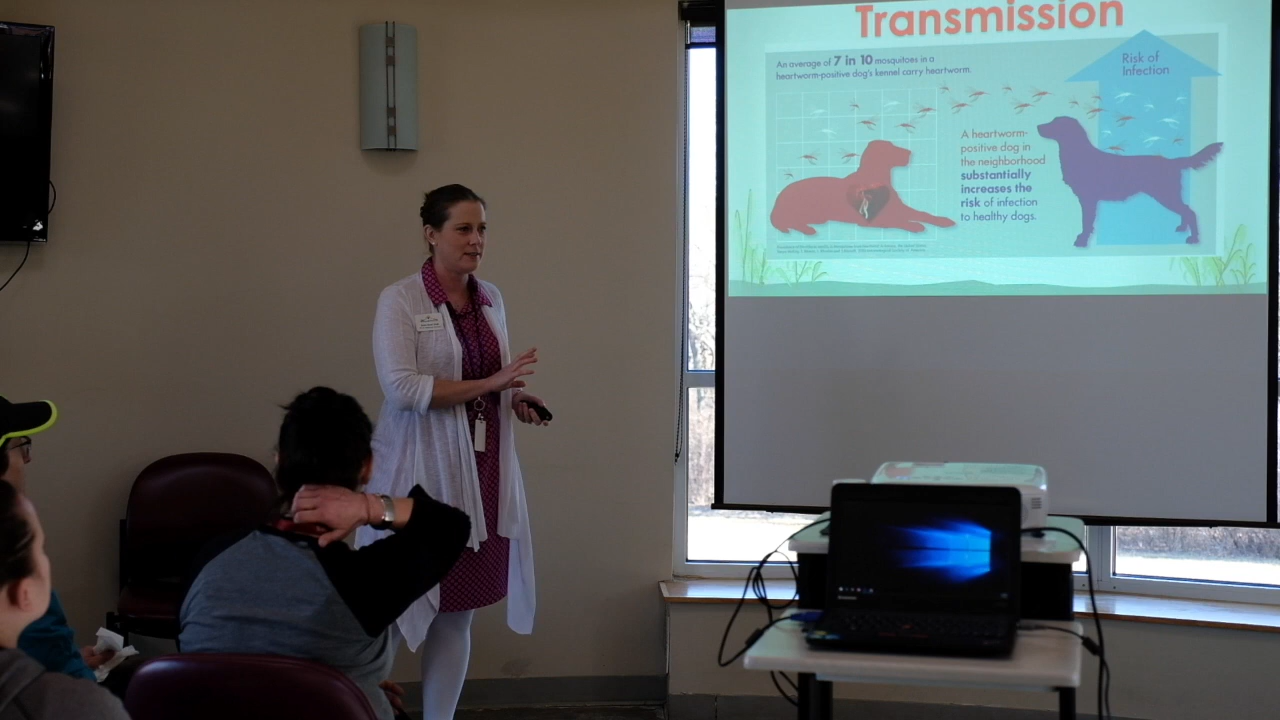 Transmission
An average of 7 in 10 mosquitoes in a
heartworm-positive dog's kennel carry heartworm.
Risk of
Infection
A heartworm-
positive dog in
the neighborhood
substantially
increases the
risk of infection
to healthy dogs.